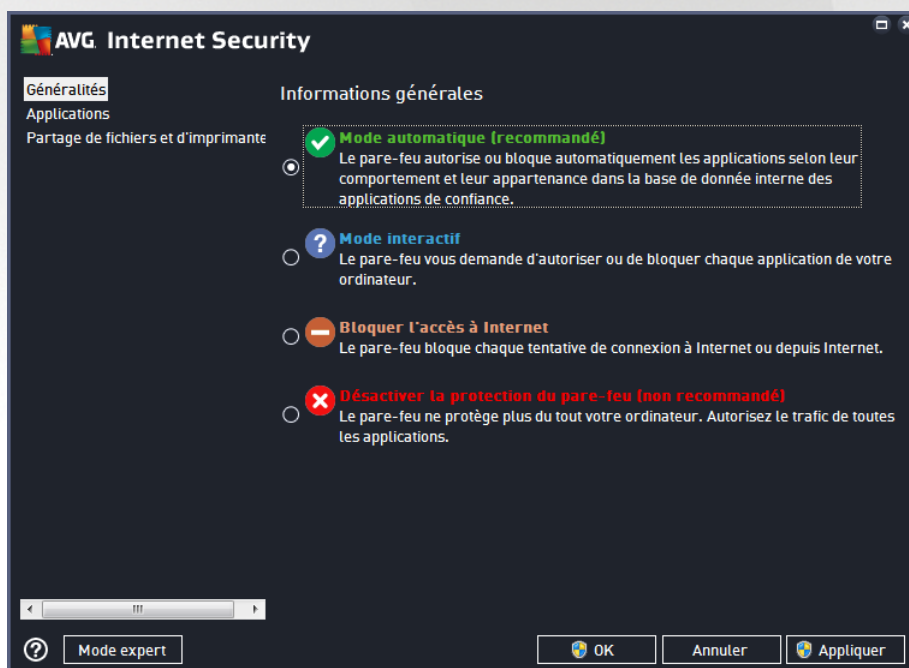 AVG. Internet Security
Généralités
Applications
Partage de fichiers et d'imprimante
Informations générales
Mode automatique (recommandé)
Le pare-feu autorise ou bloque automatiquement les applications selon leur
comportement et leur appartenance dans la base de donnée interne des
applications de confiance.
Mode interactif
Le pare-feu vous demande d'autoriser ou de bloquer chaque application de votre
ordinateur.
Bloquer l'accès à Internet
Le pare-feu bloque chaque tentative de connexion à Internet ou depuis Internet.
Désactiver la protection du pare-feu (non recommandé)
Le pare-feu ne protège plus du tout votre ordinateur. Autorisez le trafic de toutes
les applications.
Mode expert
OK
Annuler
Appliquer